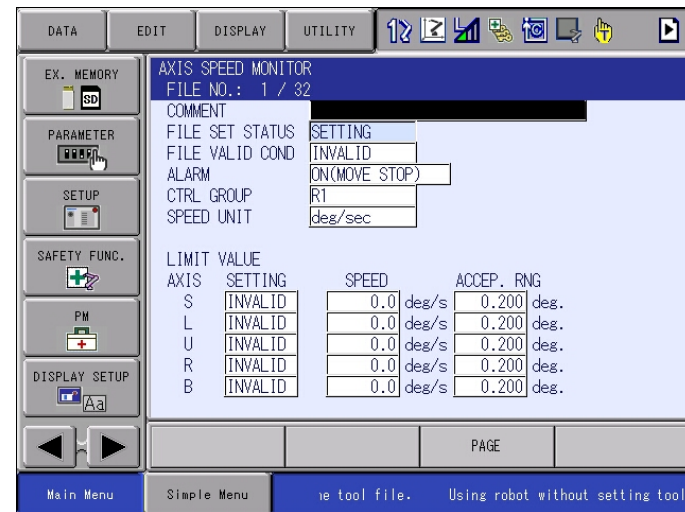 DATA EDIT DISPLAY UTILITY
EX. MEMORY
SD
PARAMETER
SETUP
SAFETY FUNC.
PM
DISPLAY SETUP
Aa
AXIS SPEED MONITOR
FILE NO.: 1 / 32
COMMENT
FILE SET STATUS SETTING
FILE VALID COND INVALID
ALARM ON(MOVE STOP)
CTRL GROUP R1
SPEED UNIT deg/sec
LIMIT VALUE
AXIS SETTING SPEED ACCEP. RNG
S INVALID 0.0 deg/s 0.200 deg.
L INVALID 0.0 deg/s 0.200 deg.
U INVALID 0.0 deg/s 0.200 deg.
R INVALID 0.0 deg/s 0.200 deg.
B INVALID 0.0 deg/s 0.200 deg.
PAGE
Main Menu Simple Menu tool file. Using robot without setting tool